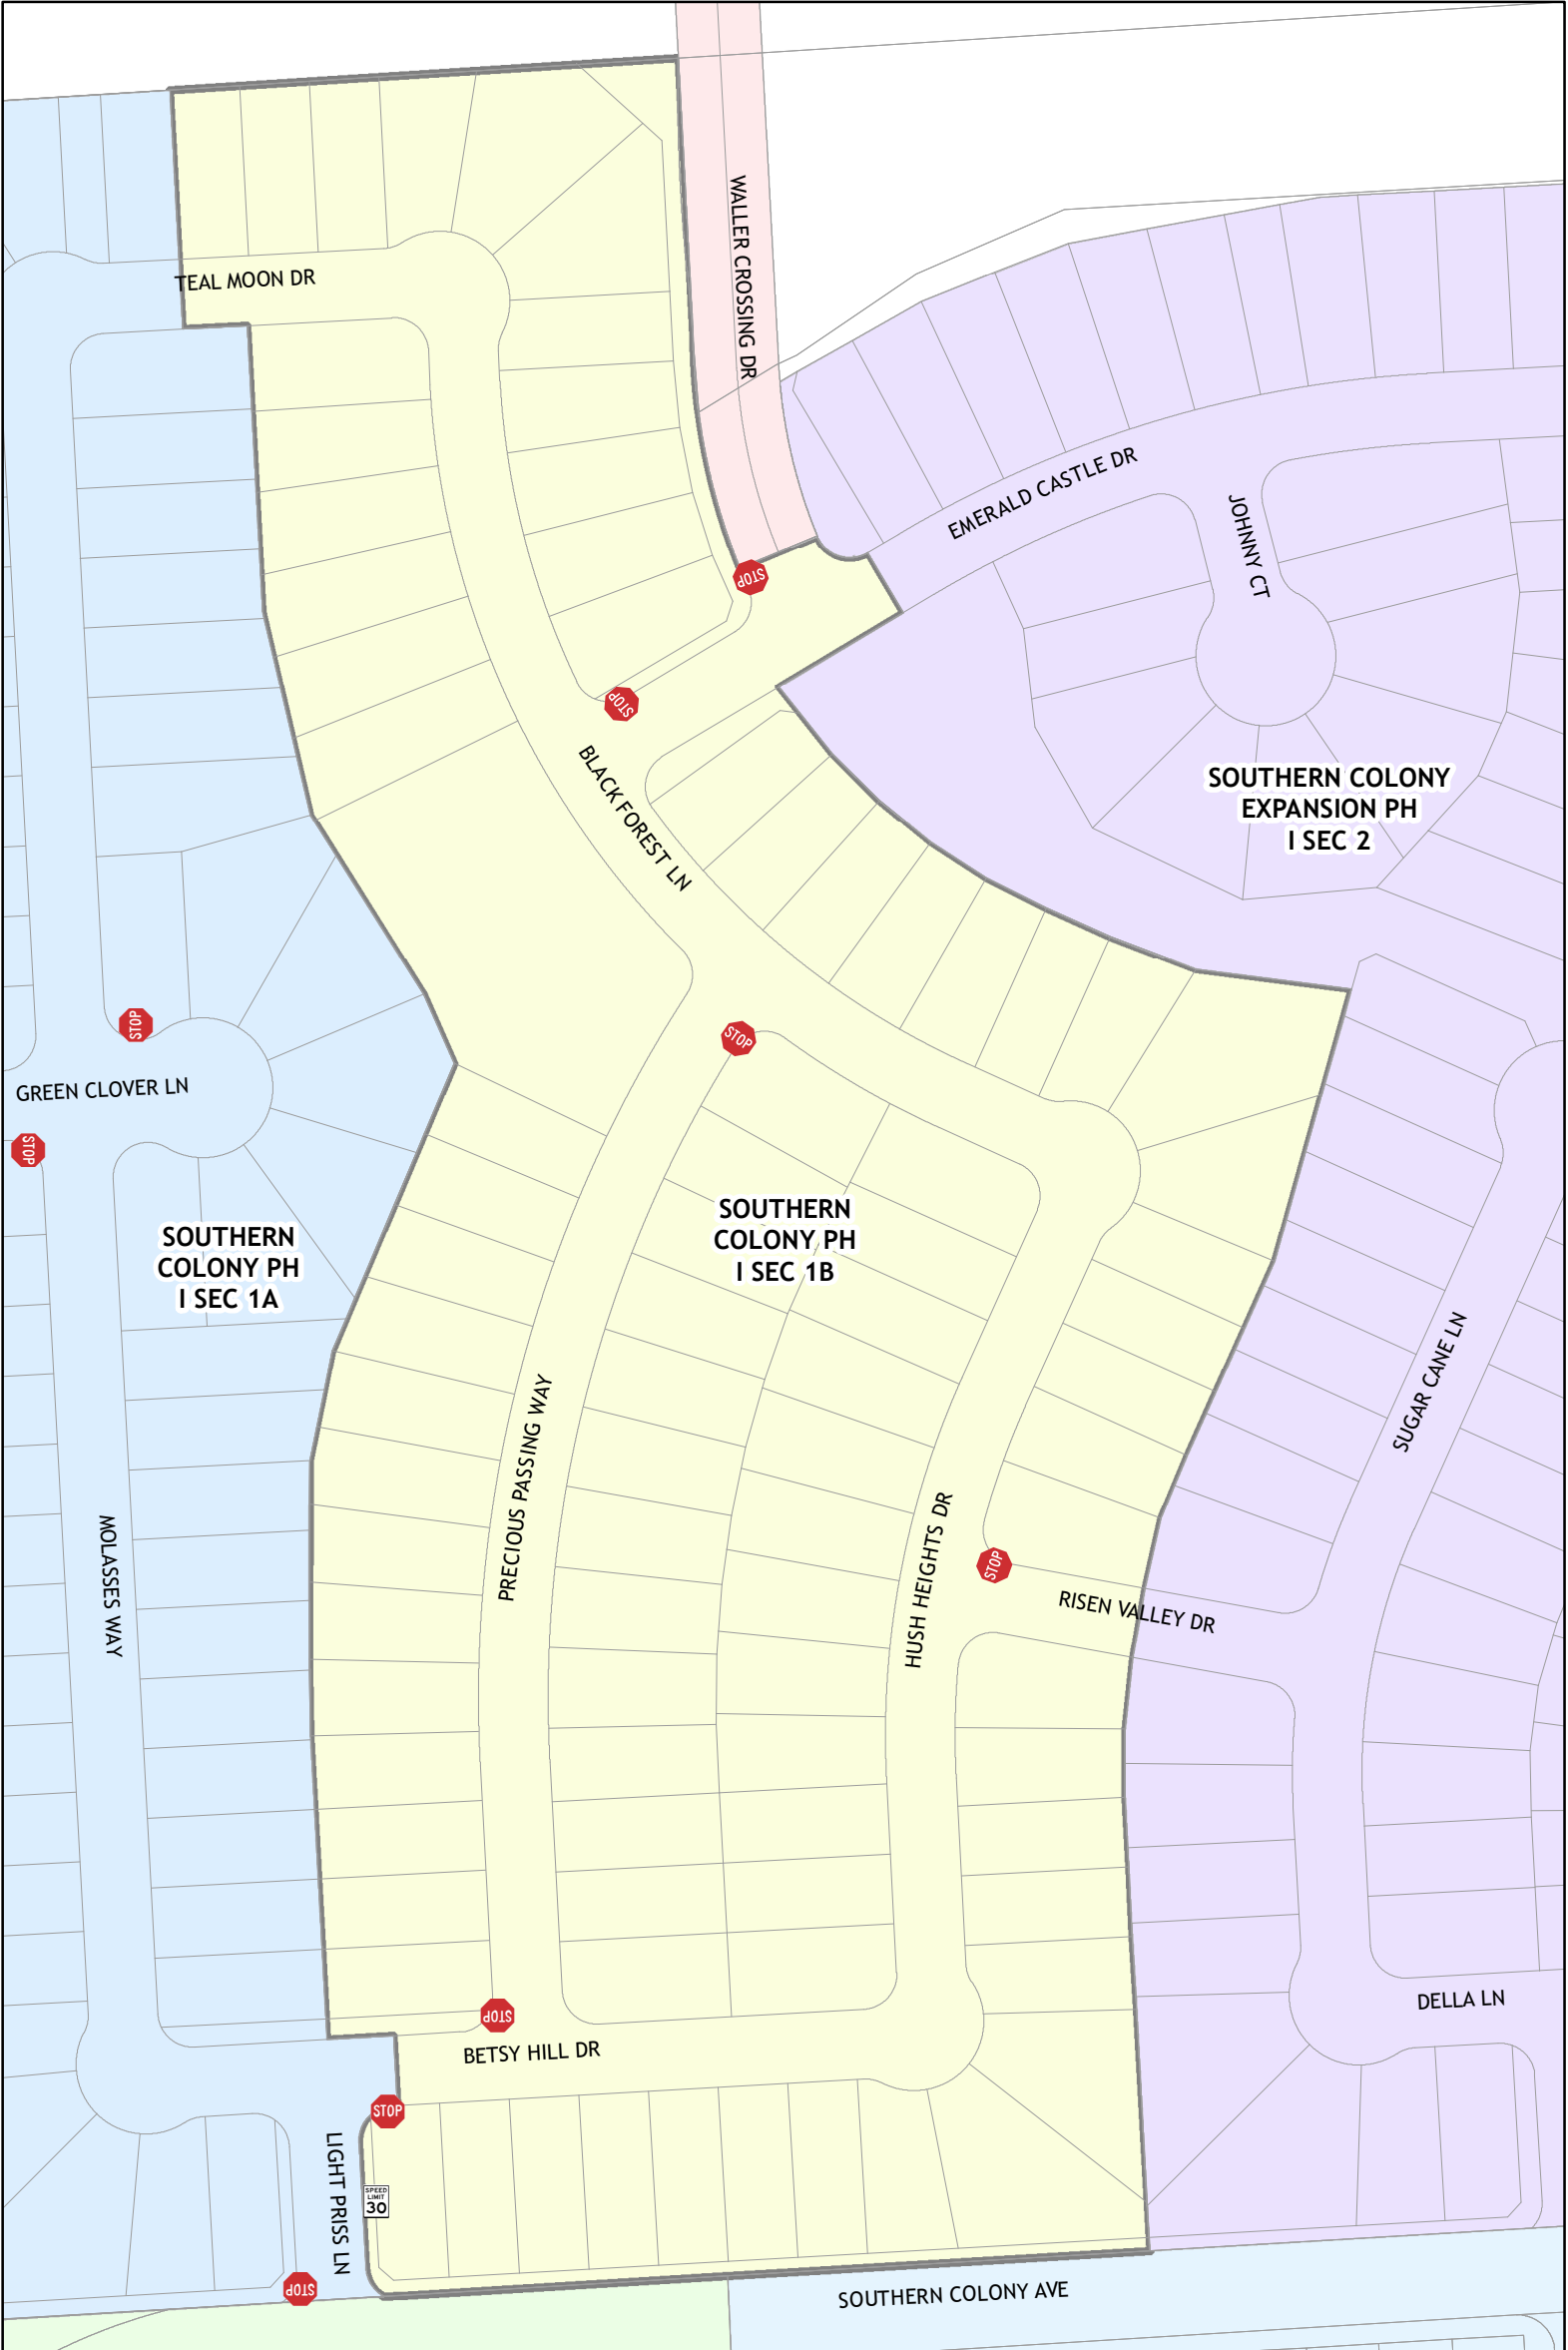 WALLER CROSSING DR
TEAL MOON DR
EMERALD CASTLE DR
JOHNNY CT
STOP
STOP
BLACK FOREST LN
SOUTHERN COLONY
EXPANSION PH
I SEC 2
STOP
STOP
GREEN CLOVER LN
STOP
SOUTHERN
COLONY PH
I SEC 1B
SOUTHERN
COLONY PH
I SEC 1A
SUGAR CANE LN
PRECIOUS PASSING WAY
HUSH HEIGHTS DR
MOLASSES WAY
STOP
RISEN VALLEY DR
DELLA LN
STOP
BETSY HILL DR
STOP
LIGHT PRISS LN
SPEED
LIMIT
30
STOP
SOUTHERN COLONY AVE